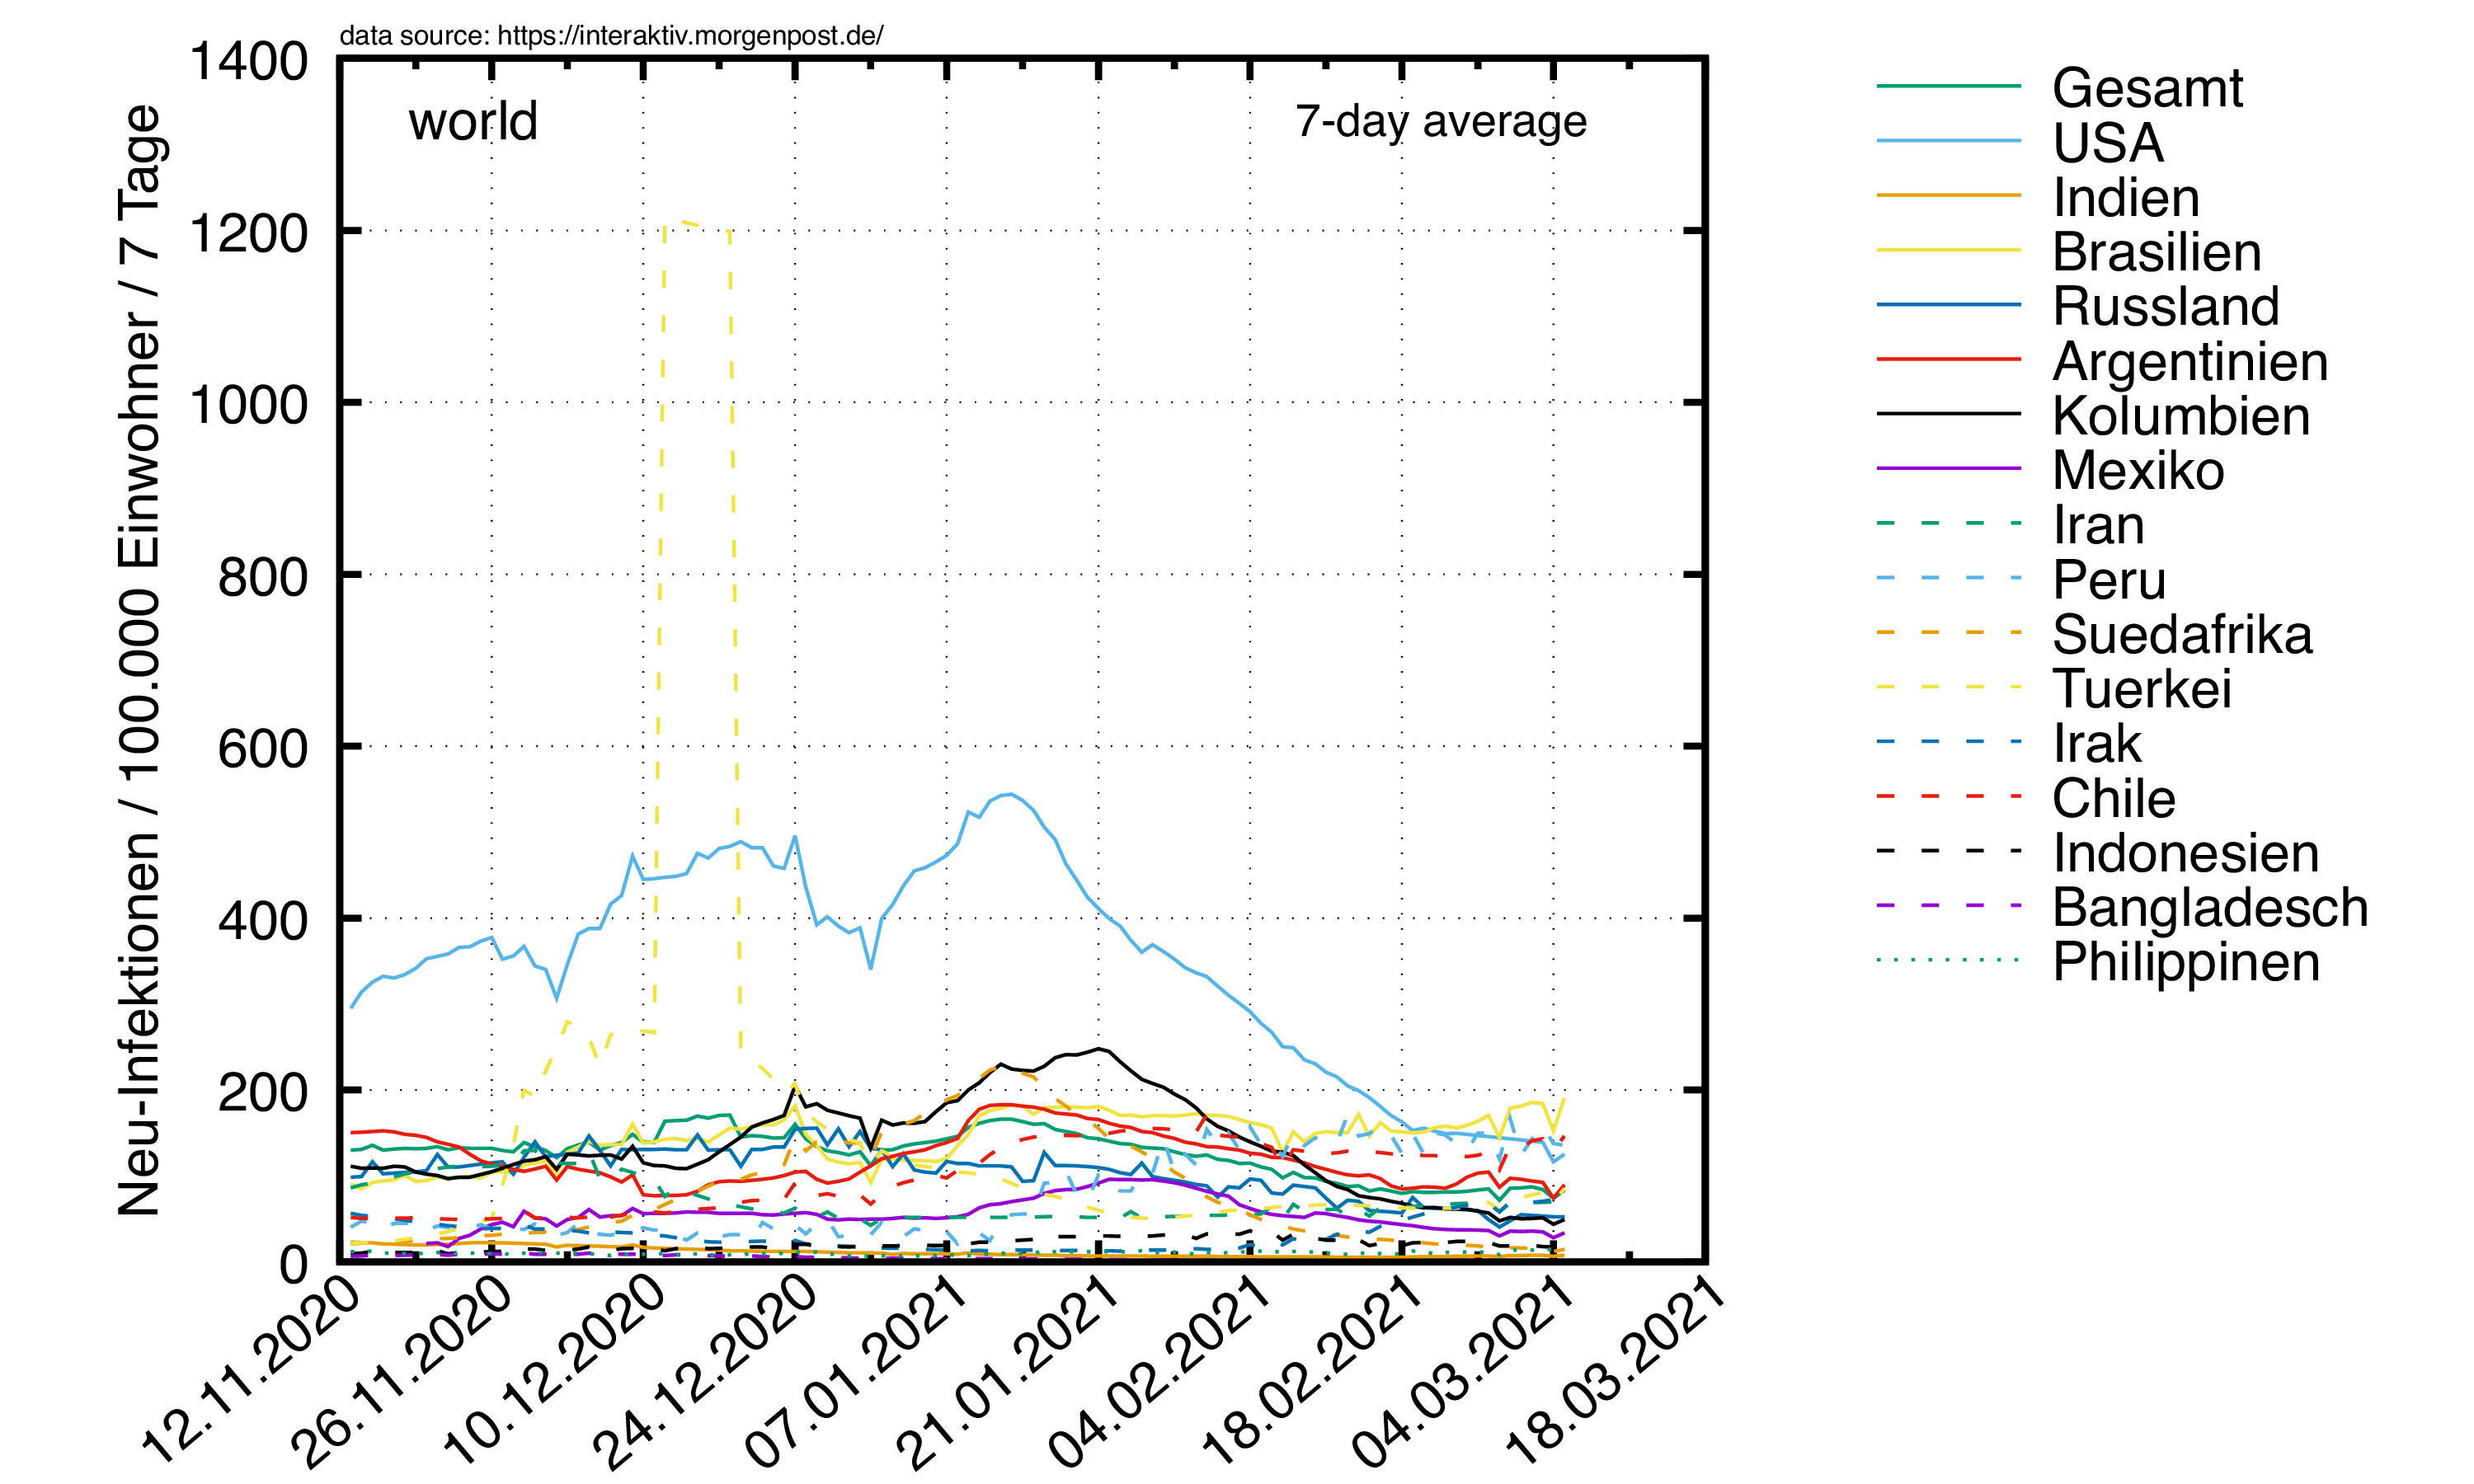 data source: https://interaktiv.morgenpost.de/
world
7-day average
Neu-Infektionen / 100.000 Einwohner / 7 Tage
1400
1200
1000
800
600
400
200
0
12.11.2020
26.11.2020
10.12.2020
24.12.2020
07.01.2021
21.01.2021
04.02.2021
18.02.2021
04.03.2021
18.03.2021
Gesamt
USA
Indien
Brasilien
Russland
Argentinien
Kolumbien
Mexiko
Iran
Peru
Suedafrika
Tuerkei
Irak
Chile
Indonesien
Bangladesch
Philippinen